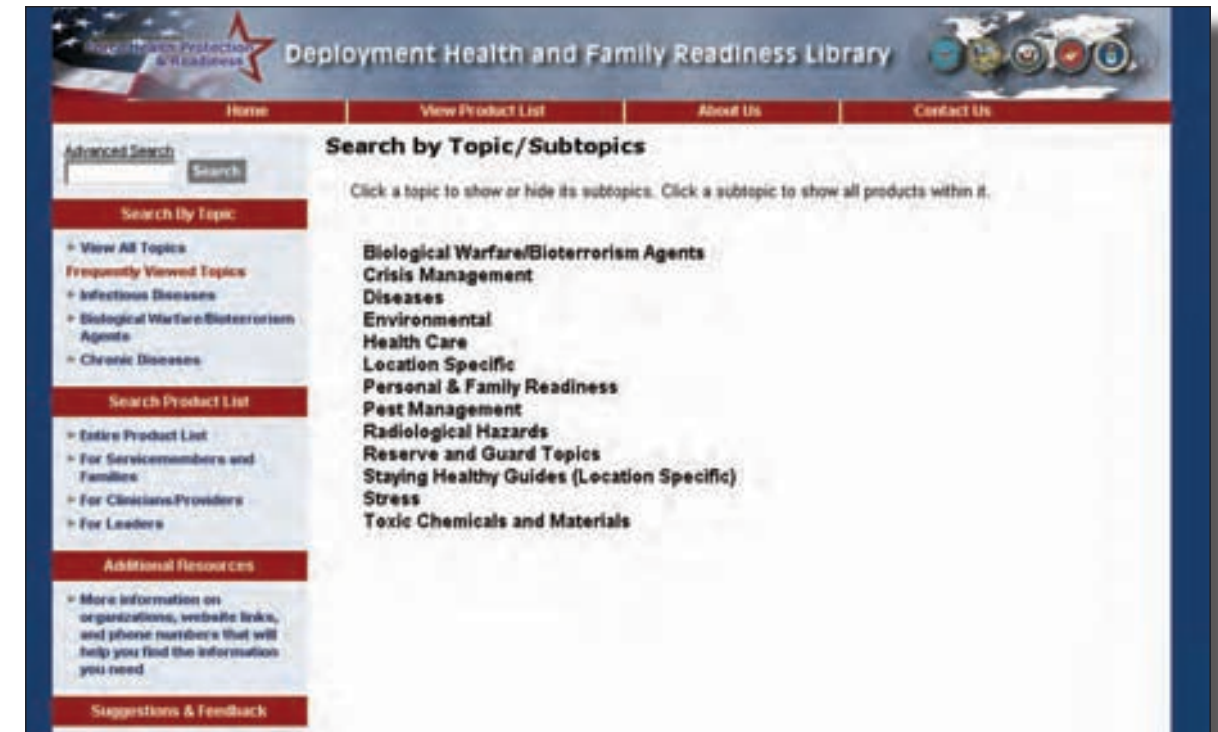 Force Health Protection
& Readiness
Deployment Health and Family Readiness Library
Home
View Product List
About Us
Contact Us
Advanced Search
Search
Search By Topic
View All Topics
Frequently Viewed Topics
Infectious Diseases
Biological Warfare/Bioterrorism
Agents
Chronic Diseases
Search Product List
Entire Product List
For Servicemembers and
Families
For Clinicians/Providers
For Leaders
Additional Resources
More information on
organizations, website links,
and phone numbers that will
help you find the information
you need
Suggestions & Feedback
Search by Topic/Subtopics
Click a topic to show or hide its subtopics. Click a subtopic to show all products within it.
Biological Warfare/Bioterrorism Agents
Crisis Management
Diseases
Environmental
Health Care
Location Specific
Personal & Family Readiness
Pest Management
Radiological Hazards
Reserve and Guard Topics
Staying Healthy Guides (Location Specific)
Stress
Toxic Chemicals and Materials